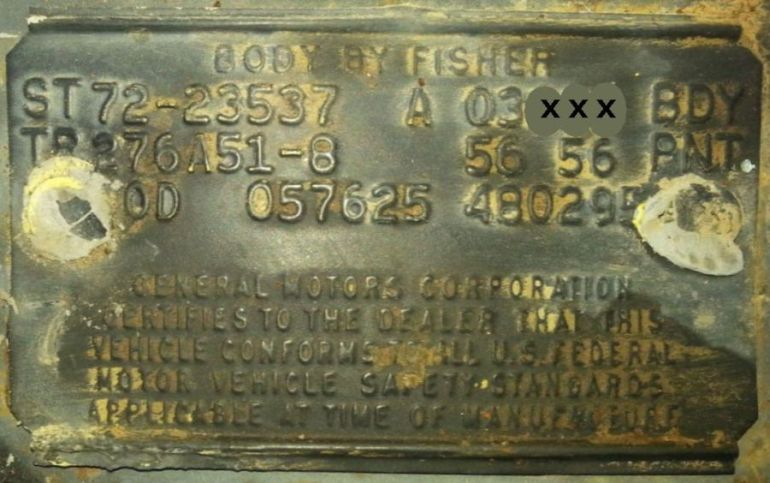 BODY BY FISHER
ST 72-23537 A 03 XXX BDY
TR 276 A51-8 56 56 PNT
0D 057625 480295
GENERAL MOTORS CORPORATION
CERTIFIES TO THE DEALER THAT THIS
VEHICLE CONFORMS TO ALL U.S. FEDERAL
MOTOR VEHICLE SAFETY STANDARDS
APPLICABLE AT TIME OF MANUFACTURE